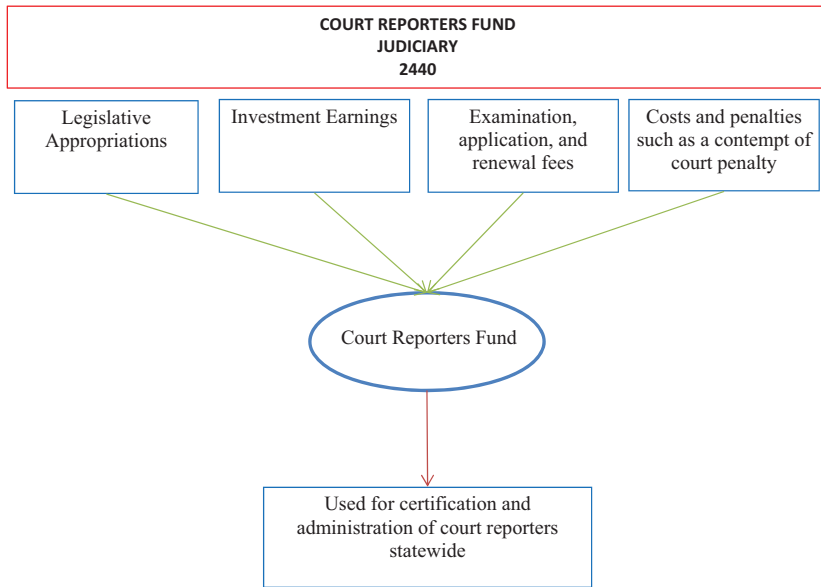 COURT REPORTERS FUND
JUDICIARY
2440
Legislative
Appropriations
Investment Earnings
Examination,
application, and
renewal fees
Costs and penalties
such as a contempt of
court penalty
Court Reporters Fund
Used for certification and
administration of court reporters
statewide